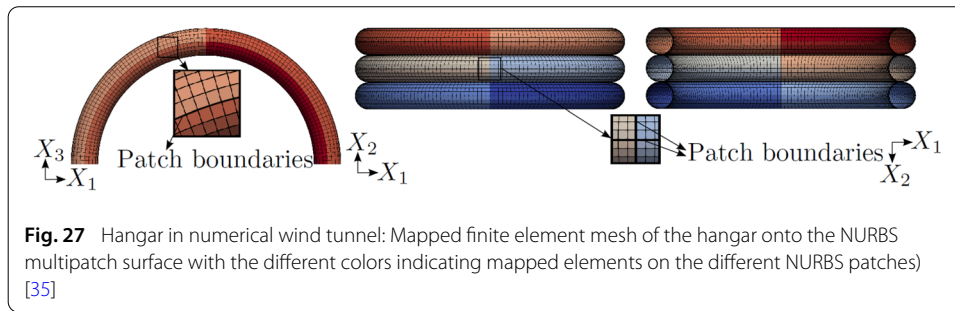 X3
X1
Patch boundaries
X2
X1
Patch boundaries
X1
X2
Fig. 27 Hangar in numerical wind tunnel: Mapped finite element mesh of the hangar onto the NURBS
multipatch surface with the different colors indicating mapped elements on the different NURBS patches)
[35]